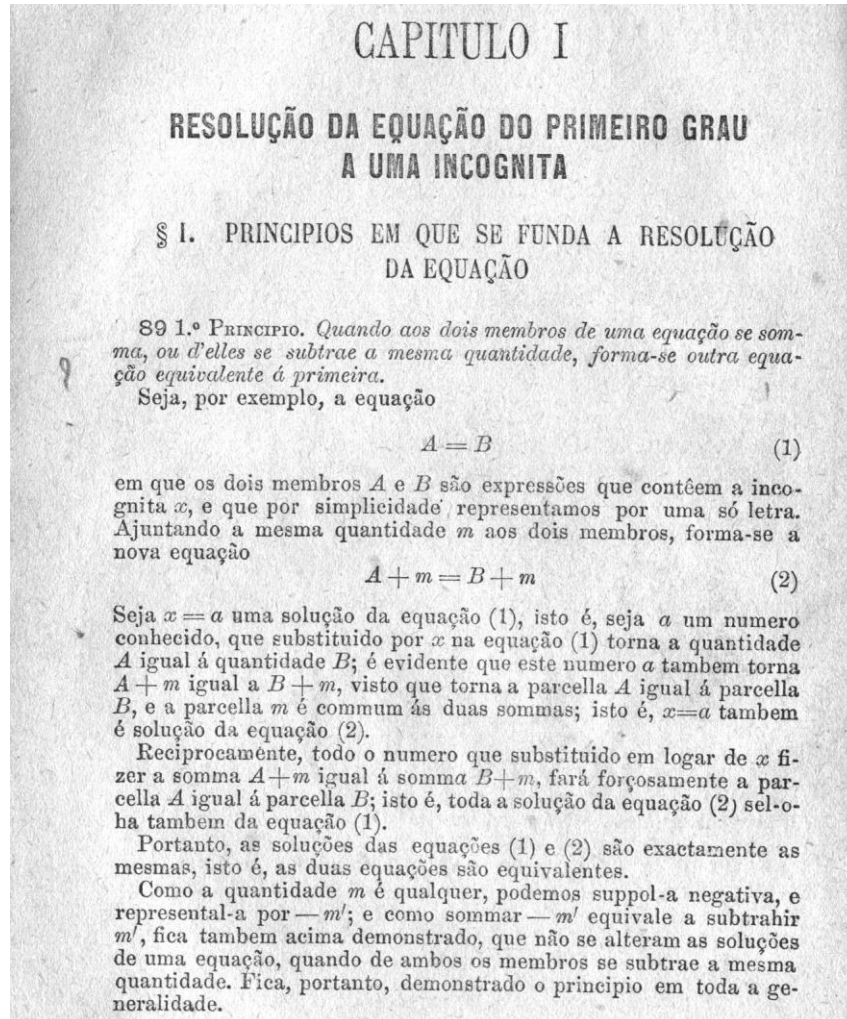 CAPITULO I
RESOLUÇÃO DA EQUAÇÃO DO PRIMEIRO GRAU
A UMA INCOGNITA
§ I. PRINCIPIOS EM QUE SE FUNDA A RESOLUÇÃO
DA EQUAÇÃO
89 1.º PRINCIPIO. Quando aos dois membros de uma equação se som-
ma, ou d'elles se subtrae a mesma quantidade, forma-se outra equa-
ção equivalente á primeira.
Seja, por exemplo, a equação
A = B (1)
em que os dois membros A e B são expressões que contêem a inco-
gnita x, e que por simplicidade representamos por uma só letra.
Ajuntando a mesma quantidade m aos dois membros, forma-se a
nova equação
A + m = B + m (2)
Seja x = a uma solução da equação (1), isto é, seja a um numero
conhecido, que substituido por x na equação (1) torna a quantidade
A igual á quantidade B; é evidente que este numero a tambem torna
A + m igual a B + m, visto que torna a parcella A igual á parcella
B, e a parcella m é commum ás duas sommas; isto é, x=a tambem
é solução da equação (2).
Reciprocamente, todo o numero que substituido em logar de x fi-
zer a somma A+m igual á somma B+m, fará forçosamente a par-
cella A igual á parcella B; isto é, toda a solução da equação (2) sel-o-
ha tambem da equação (1).
Portanto, as soluções das equações (1) e (2) são exactamente as
mesmas, isto é, as duas equações são equivalentes.
Como a quantidade m é qualquer, podemos suppol-a negativa, e
represental-a por — m'; e como sommar — m' equivale a subtrahir
m', fica tambem acima demonstrado, que não se alteram as soluções
de uma equação, quando de ambos os membros se subtrae a mesma
quantidade. Fica, portanto, demonstrado o principio em toda a ge-
neralidade.